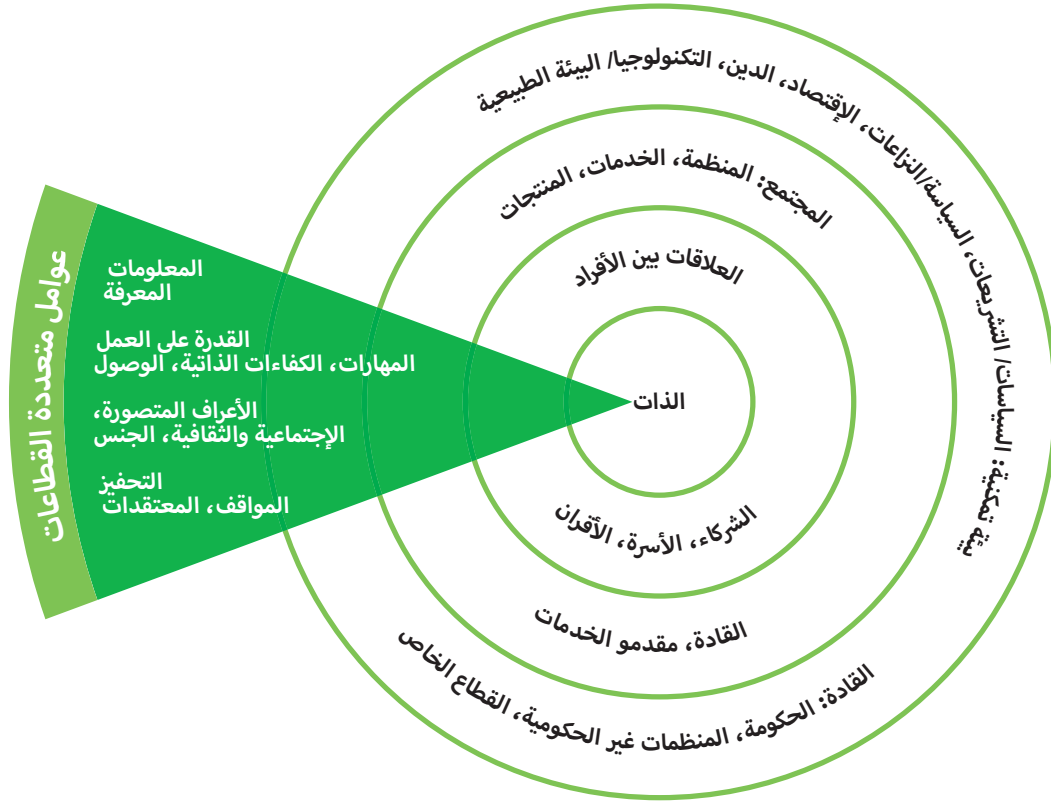 بيئة تمكنية: السياسات/ التشريعات، السياسة/النزاعات، الإقتصاد، الدين، التكنولوجيا/ البيئة الطبيعية
المجتمع: المنظمة، الخدمات، المنتجات
العلاقات بين الأفراد
الذات
الشركاء، الأسرة، الأقران
القادة، مقدمو الخدمات
القادة: الحكومة، المنظمات غير الحكومية، القطاع الخاص
عوامل متعددة القطاعات
المعلومات
المعرفة
القدرة على العمل
المهارات، الكفاءات الذاتية، الوصول
الأعراف المتصورة،
الإجتماعية والثقافية، الجنس
التحفيز
المواقف، المعتقدات